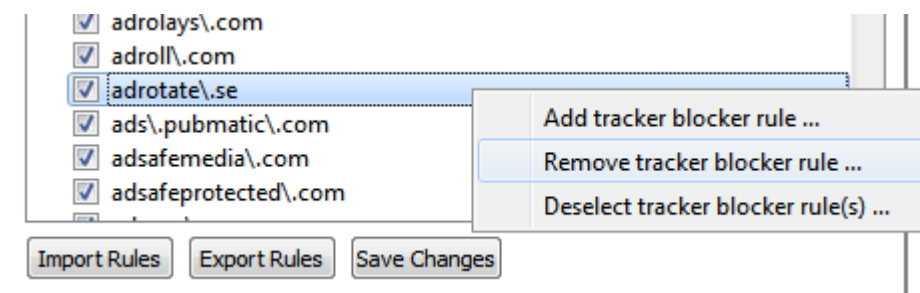 adrolays\.com
adroll\.com
adrotate\.se
ads\.pubmatic\.com
adsafemedia\.com
adsafeprotected\.com
Add tracker blocker rule ...
Remove tracker blocker rule ...
Deselect tracker blocker rule(s) ...
Import Rules
Export Rules
Save Changes